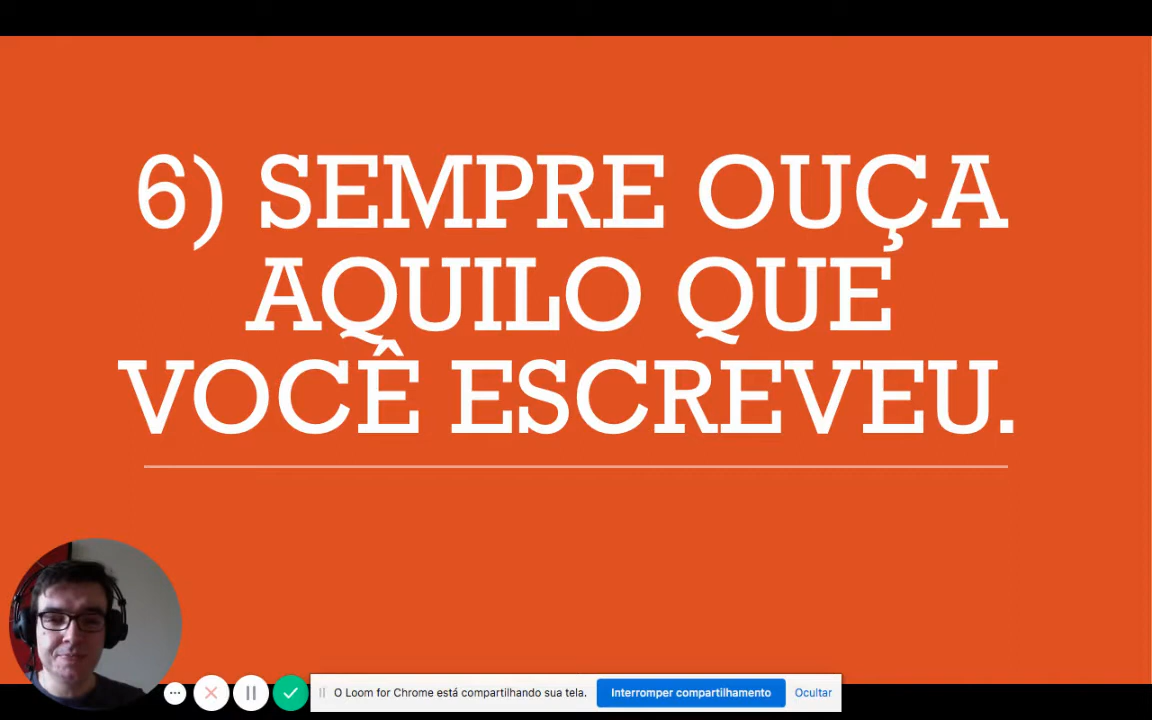 6) SEMPRE OUÇA
AQUILO QUE
VOCÊ ESCREVEU.
O Loom for Chrome está compartilhando sua tela.
Interromper compartilhamento
Ocultar